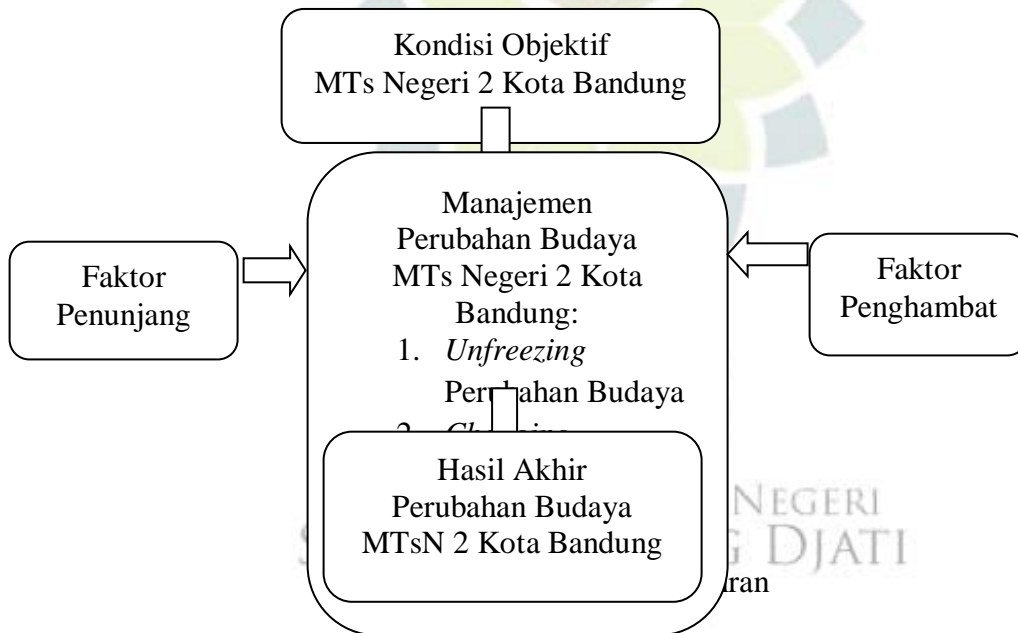 Kondisi Objektif
MTs Negeri 2 Kota Bandung
Manajemen
Perubahan Budaya
MTs Negeri 2 Kota
Bandung:
1. Unfreezing
Perubahan Budaya
2.
Faktor
Penunjang
Faktor
Penghambat
Hasil Akhir
Perubahan Budaya
MTsN 2 Kota Bandung
NEGERI
DJATI